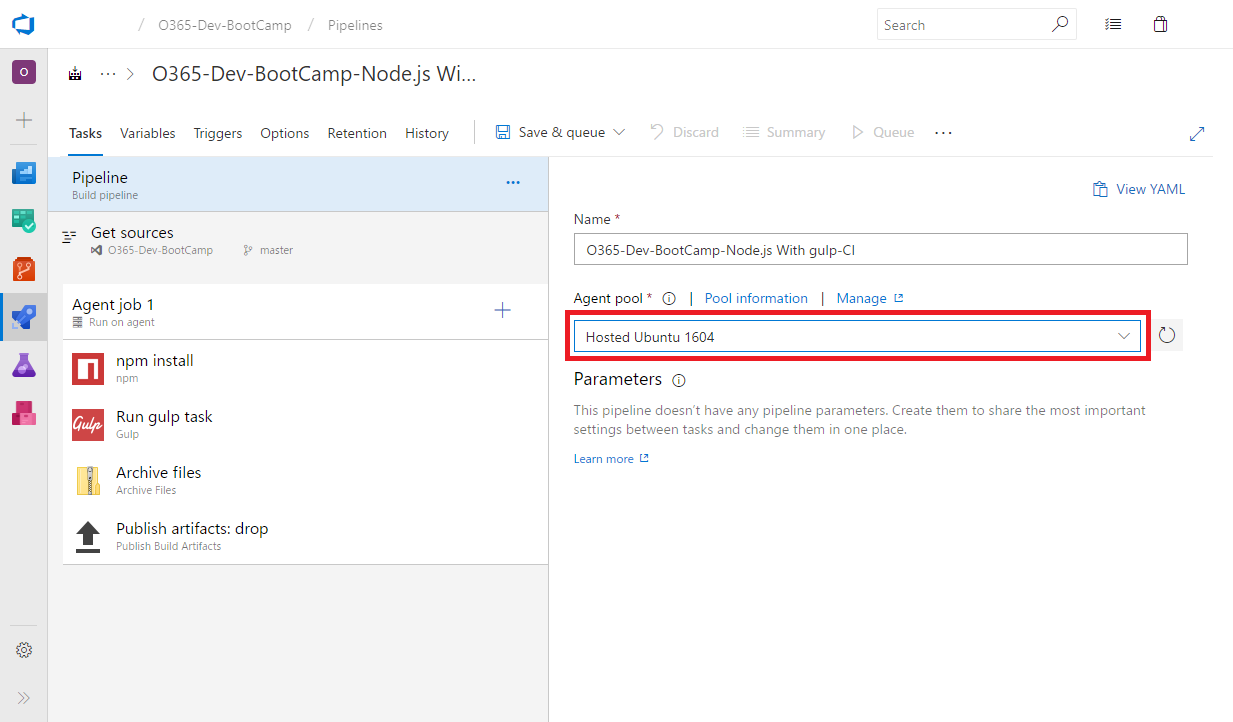 / O365-Dev-BootCamp / Pipelines
Search
O
... > O365-Dev-BootCamp-Node.js Wi...
Tasks Variables Triggers Options Retention History
Save & queue Discard Summary Queue ...
Pipeline
Build pipeline
...
Get sources
O365-Dev-BootCamp master
Agent job 1
Run on agent
npm install
npm
Gulp
Run gulp task
Gulp
Archive files
Archive Files
Publish artifacts: drop
Publish Build Artifacts
View YAML
Name *
O365-Dev-BootCamp-Node.js With gulp-CI
Agent pool * | Pool information | Manage
Hosted Ubuntu 1604
Parameters
This pipeline doesn't have any pipeline parameters. Create them to share the most important
settings between tasks and change them in one place.
Learn more